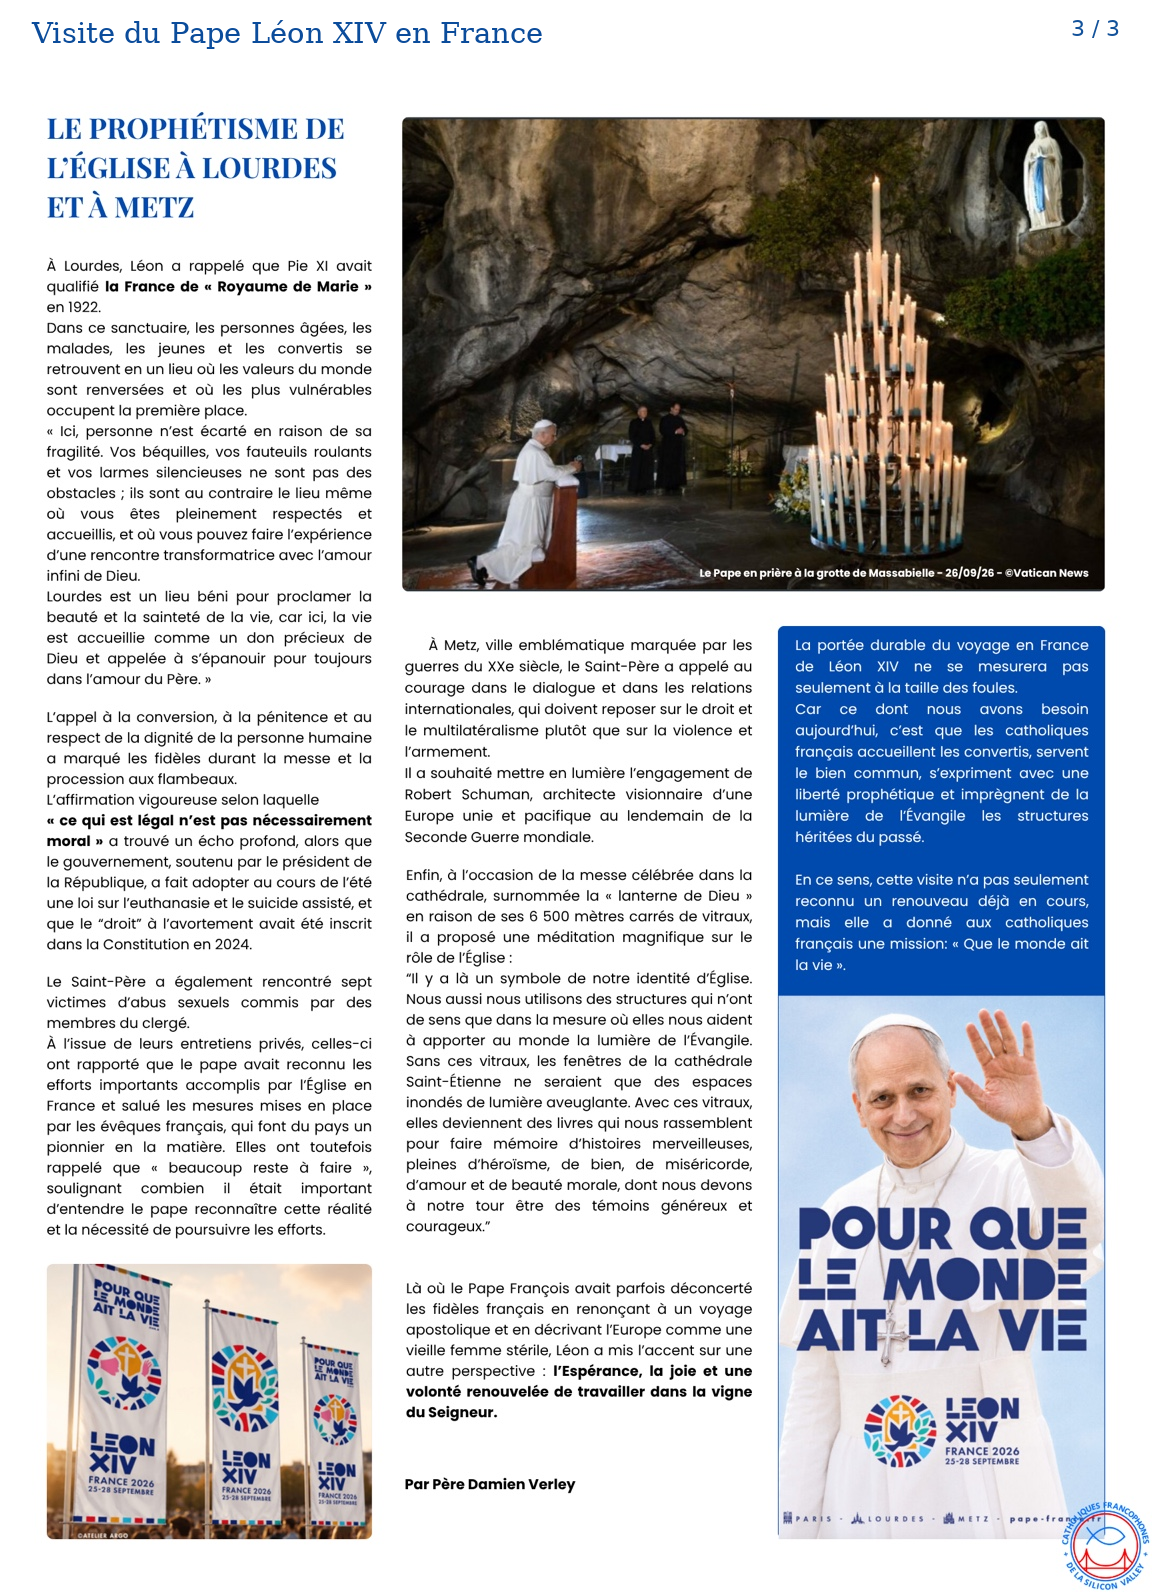 Visite du Pape Léon XIV en France
3 / 3
LE PROPHÉTISME DE
L’ÉGLISE À LOURDES
ET À METZ
À Lourdes, Léon a rappelé que Pie XI avait
qualifié la France de « Royaume de Marie »
en 1922.
Dans ce sanctuaire, les personnes âgées, les
malades, les jeunes et les convertis se
retrouvent en un lieu où les valeurs du monde
sont renversées et où les plus vulnérables
occupent la première place.
« Ici, personne n’est écarté en raison de sa
fragilité. Vos béquilles, vos fauteuils roulants
et vos larmes silencieuses ne sont pas des
obstacles ; ils sont au contraire le lieu même
où vous êtes pleinement respectés et
accueillis, et où vous pouvez faire l’expérience
d’une rencontre transformatrice avec l’amour
infini de Dieu.
Lourdes est un lieu béni pour proclamer la
beauté et la sainteté de la vie, car ici, la vie
est accueillie comme un don précieux de
Dieu et appelée à s’épanouir pour toujours
dans l’amour du Père. »
L’appel à la conversion, à la pénitence et au
respect de la dignité de la personne humaine
a marqué les fidèles durant la messe et la
procession aux flambeaux.
L’affirmation vigoureuse selon laquelle
« ce qui est légal n’est pas nécessairement
moral » a trouvé un écho profond, alors que
le gouvernement, soutenu par le président de
la République, a fait adopter au cours de l’été
une loi sur l’euthanasie et le suicide assisté, et
que le “droit” à l’avortement avait été inscrit
dans la Constitution en 2024.
Le Saint-Père a également rencontré sept
victimes d’abus sexuels commis par des
membres du clergé.
À l’issue de leurs entretiens privés, celles-ci
ont rapporté que le pape avait reconnu les
efforts importants accomplis par l’Église en
France et salué les mesures mises en place
par les évêques français, qui font du pays un
pionnier en la matière. Elles ont toutefois
rappelé que « beaucoup reste à faire »,
soulignant combien il était important
d’entendre le pape reconnaître cette réalité
et la nécessité de poursuivre les efforts.
POUR QUE
LE MONDE
AIT LA VIE
LEON
XIV
FRANCE 2026
25-28 SEPTEMBRE
LEON
XIV
FRANCE 2026
25-28 SEPTEMBRE
POUR QUE
LE MONDE
AIT LA VIE
LEON
XIV
FRANCE 2026
25-28 SEPTEMBRE
©ATELIER ARGO
Le Pape en prière à la grotte de Massabielle - 26/09/26 - ©Vatican News
À Metz, ville emblématique marquée par les
guerres du XXe siècle, le Saint-Père a appelé au
courage dans le dialogue et dans les relations
internationales, qui doivent reposer sur le droit et
le multilatéralisme plutôt que sur la violence et
l’armement.
Il a souhaité mettre en lumière l’engagement de
Robert Schuman, architecte visionnaire d’une
Europe unie et pacifique au lendemain de la
Seconde Guerre mondiale.
Enfin, à l’occasion de la messe célébrée dans la
cathédrale, surnommée la « lanterne de Dieu »
en raison de ses 6 500 mètres carrés de vitraux,
il a proposé une méditation magnifique sur le
rôle de l’Église :
“Il y a là un symbole de notre identité d’Église.
Nous aussi nous utilisons des structures qui n’ont
de sens que dans la mesure où elles nous aident
à apporter au monde la lumière de l’Évangile.
Sans ces vitraux, les fenêtres de la cathédrale
Saint-Étienne ne seraient que des espaces
inondés de lumière aveuglante. Avec ces vitraux,
elles deviennent des livres qui nous rassemblent
pour faire mémoire d’histoires merveilleuses,
pleines d’héroïsme, de bien, de miséricorde,
d’amour et de beauté morale, dont nous devons
à notre tour être des témoins généreux et
courageux.”
Là où le Pape François avait parfois déconcerté
les fidèles français en renonçant à un voyage
apostolique et en décrivant l’Europe comme une
vieille femme stérile, Léon a mis l’accent sur une
autre perspective : l’Espérance, la joie et une
volonté renouvelée de travailler dans la vigne
du Seigneur.
Par Père Damien Verley
La portée durable du voyage en France
de Léon XIV ne se mesurera pas
seulement à la taille des foules.
Car ce dont nous avons besoin
aujourd’hui, c’est que les catholiques
français accueillent les convertis, servent
le bien commun, s’expriment avec une
liberté prophétique et imprègnent de la
lumière de l’Évangile les structures
héritées du passé.
En ce sens, cette visite n’a pas seulement
reconnu un renouveau déjà en cours,
mais elle a donné aux catholiques
français une mission: « Que le monde ait
la vie ».
POUR QUE
LE MONDE
AIT LA VIE
LEON
XIV
FRANCE 2026
25-28 SEPTEMBRE
PARIS - LOURDES - METZ - pape-france.fr
CATHOLIQUES FRANCOPHONES
DE LA SILICON VALLEY